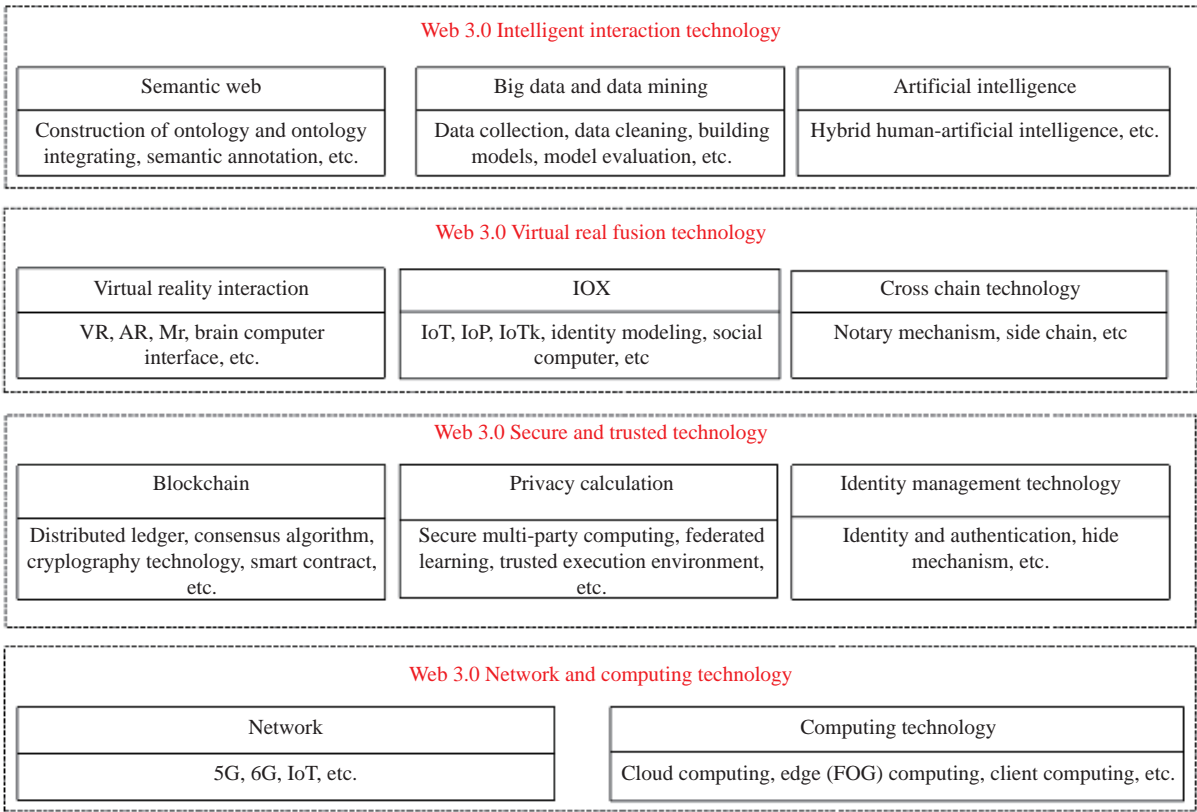 Web 3.0 Intelligent interaction technology
Semantic web
Construction of ontology and ontology
integrating, semantic annotation, etc.
Big data and data mining
Data collection, data cleaning, building
models, model evaluation, etc.
Artificial intelligence
Hybrid human-artificial intelligence, etc.
Web 3.0 Virtual real fusion technology
Virtual reality interaction
VR, AR, Mr, brain computer
interface, etc.
IOX
IoT, IoP, IoTk, identity modeling, social
computer, etc
Cross chain technology
Notary mechanism, side chain, etc
Web 3.0 Secure and trusted technology
Blockchain
Distributed ledger, consensus algorithm,
cryplography technology, smart contract,
etc.
Privacy calculation
Secure multi-party computing, federated
learning, trusted execution environment,
etc.
Identity management technology
Identity and authentication, hide
mechanism, etc.
Web 3.0 Network and computing technology
Network
5G, 6G, IoT, etc.
Computing technology
Cloud computing, edge (FOG) computing, client computing, etc.